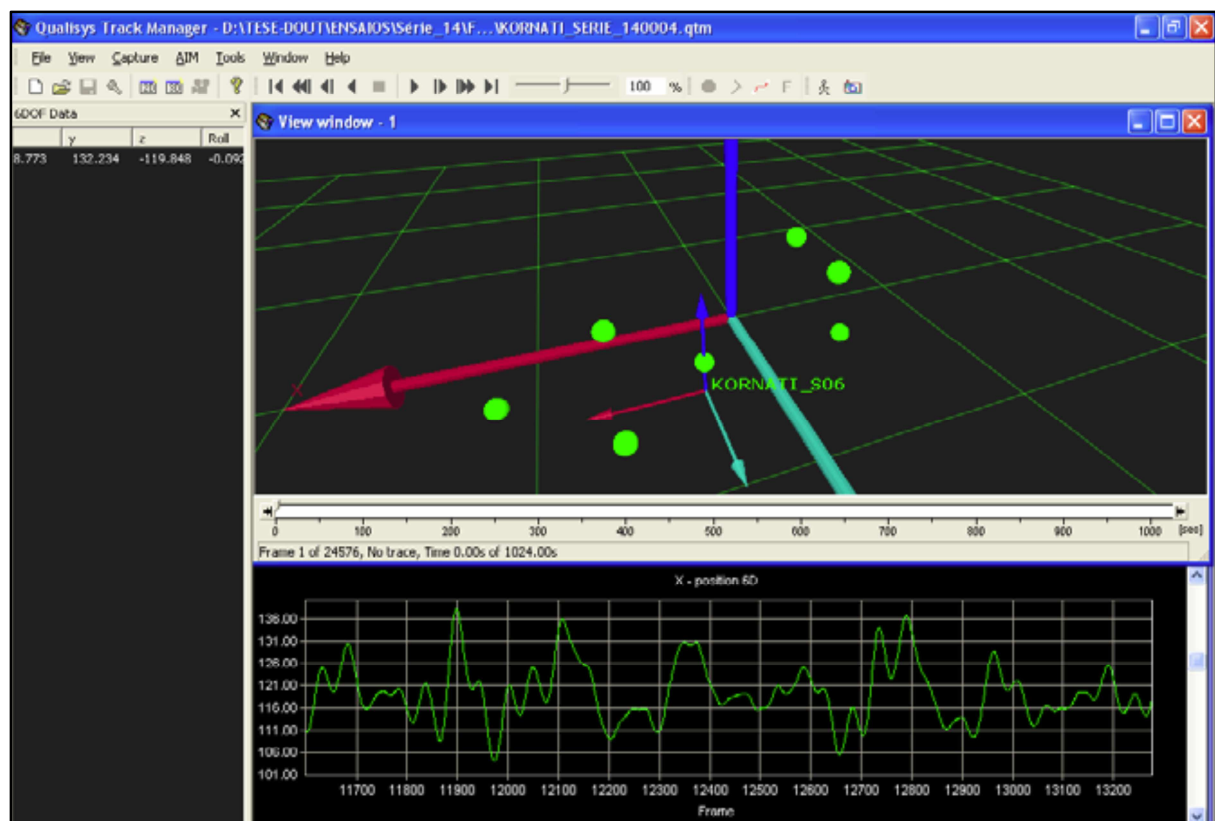 Qualisys Track Manager - D:\TESE-DOUT\ENSAIOS\Série_14\F...\KORNATI_SERIE_140004.qtm
File View Capture AIM Tools Window Help
100 %
F
6DOF Data
y z Roll
8.773 132.234 -119.848 -0.092
View window - 1
X
KORNATI_S06
0 100 200 300 400 500 600 700 800 900 1000 [sec]
Frame 1 of 24576, No trace, Time 0.00s of 1024.00s
X - position 6D
136.00
131.00
126.00
121.00
116.00
111.00
106.00
101.00
11700 11800 11900 12000 12100 12200 12300 12400 12500 12600 12700 12800 12900 13000 13100 13200
Frame